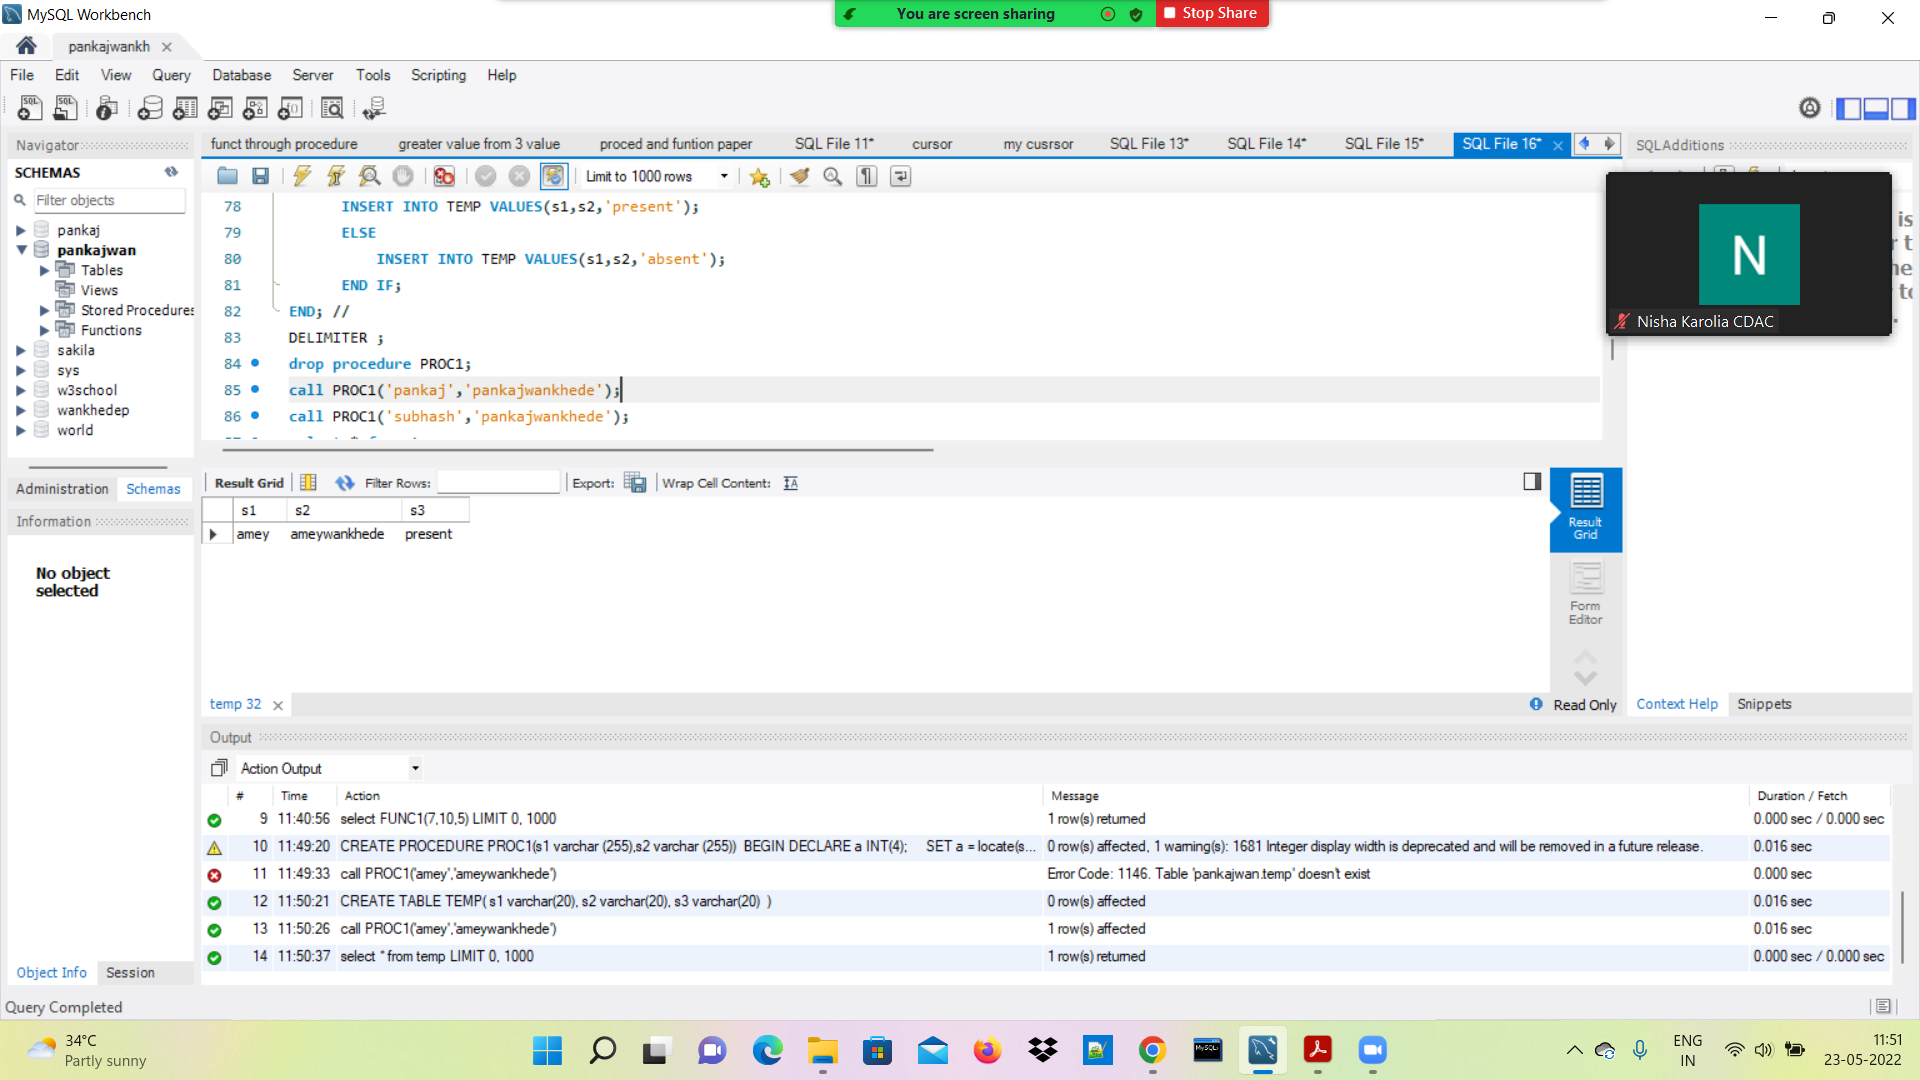 MySQL Workbench
You are screen sharing
Stop Share
pankajwankh
File Edit View Query Database Server Tools Scripting Help
Navigator
funct through procedure greater value from 3 value proced and funtion paper SQL File 11* cursor my cusrsor SQL File 13* SQL File 14* SQL File 15* SQL File 16*
SQLAdditions
SCHEMAS
Filter objects
pankaj
pankajwan
Tables
Views
Stored Procedures
Functions
sakila
sys
w3school
wankhedep
world
Administration Schemas
Information
No object
selected
Object Info Session
Limit to 1000 rows
78 INSERT INTO TEMP VALUES(s1,s2,'present');
79 ELSE
80 INSERT INTO TEMP VALUES(s1,s2,'absent');
81 END IF;
82 END; //
83 DELIMITER ;
84 drop procedure PROC1;
85 call PROC1('pankaj','pankajwankhede');
86 call PROC1('subhash','pankajwankhede');
N
Nisha Karolia CDAC
Result Grid Filter Rows: Export: Wrap Cell Content:
s1 s2 s3
amey ameywankhede present
Result
Grid
Form
Editor
temp 32
Read Only
Context Help Snippets
Output
Action Output
# Time Action Message Duration / Fetch
9 11:40:56 select FUNC1(7,10,5) LIMIT 0, 1000 1 row(s) returned 0.000 sec / 0.000 sec
10 11:49:20 CREATE PROCEDURE PROC1(s1 varchar (255),s2 varchar (255)) BEGIN DECLARE a INT(4); SET a = locate(s... 0 row(s) affected, 1 warning(s): 1681 Integer display width is deprecated and will be removed in a future release. 0.016 sec
11 11:49:33 call PROC1('amey','ameywankhede') Error Code: 1146. Table 'pankajwan.temp' doesn't exist 0.000 sec
12 11:50:21 CREATE TABLE TEMP( s1 varchar(20), s2 varchar(20), s3 varchar(20) ) 0 row(s) affected 0.016 sec
13 11:50:26 call PROC1('amey','ameywankhede') 1 row(s) affected 0.016 sec
14 11:50:37 select * from temp LIMIT 0, 1000 1 row(s) returned 0.000 sec / 0.000 sec
Query Completed
34°C
Partly sunny
ENG
IN
11:51
23-05-2022